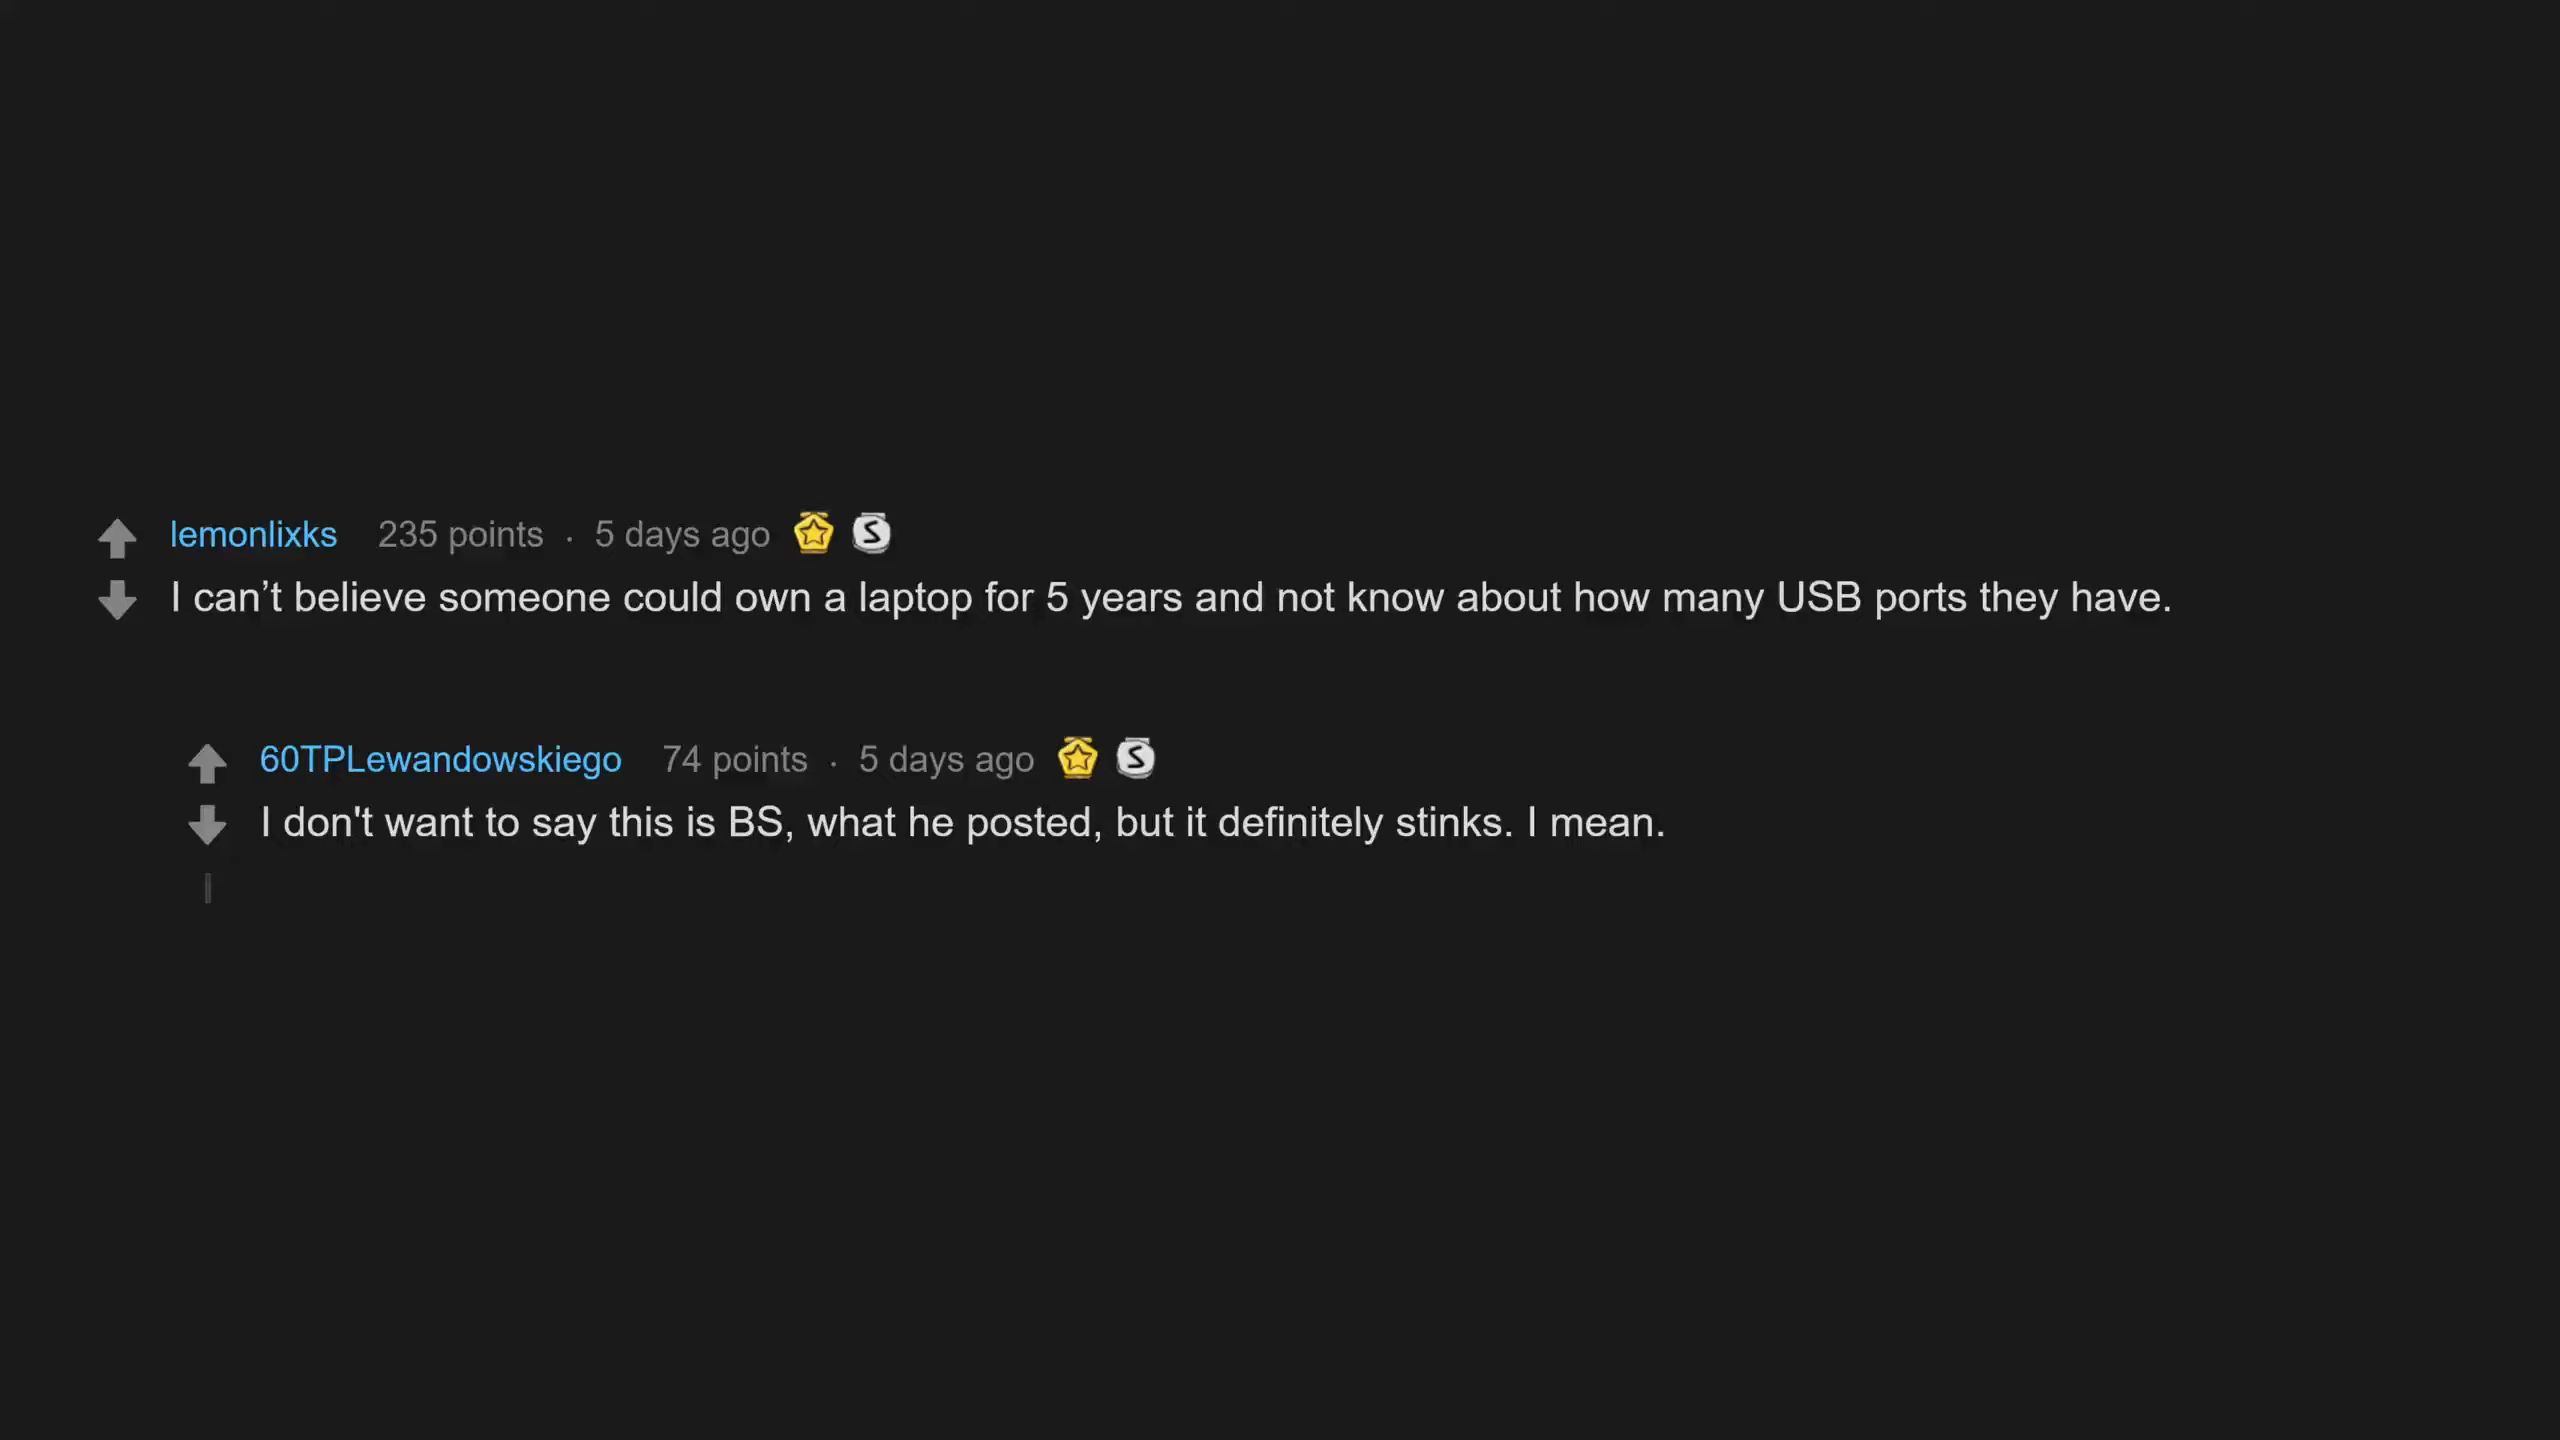 lemonlixks 235 points · 5 days ago
I can’t believe someone could own a laptop for 5 years and not know about how many USB ports they have.
60TPLewandowskiego 74 points · 5 days ago
I don't want to say this is BS, what he posted, but it definitely stinks. I mean.